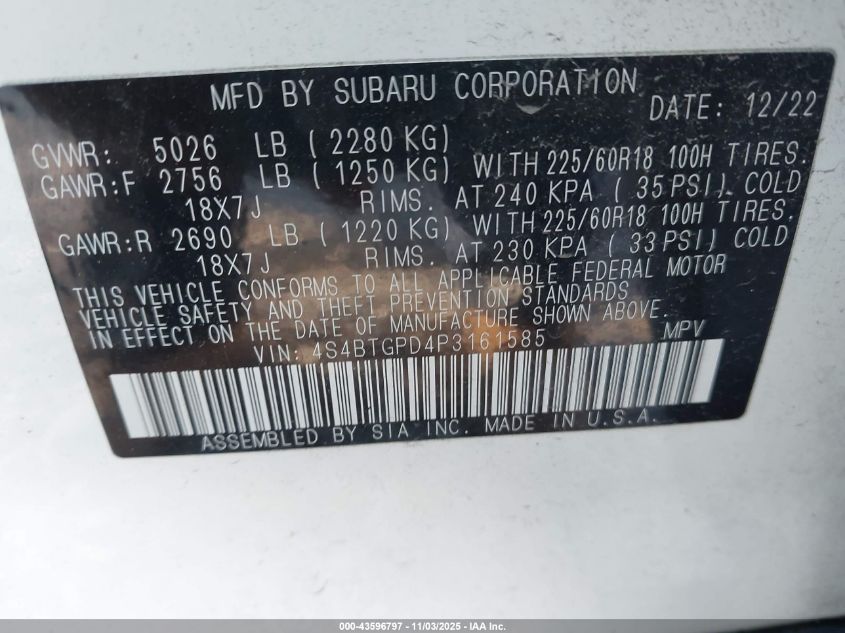 MFD BY SUBARU CORPORATION DATE: 12/22
GVWR: 5026 LB ( 2280 KG)
GAWR:F 2756 LB ( 1250 KG) WITH 225/60R18 100H TIRES.
18X7J RIMS. AT 240 KPA ( 35 PSI) COLD
GAWR:R 2690 LB ( 1220 KG) WITH 225/60R18 100H TIRES.
18X7J RIMS. AT 230 KPA ( 33 PSI) COLD
THIS VEHICLE CONFORMS TO ALL APPLICABLE FEDERAL MOTOR
VEHICLE SAFETY AND THEFT PREVENTION STANDARDS
IN EFFECT ON THE DATE OF MANUFACTURE SHOWN ABOVE.
VIN: 4S4BTGPD4P3161585 MPV
ASSEMBLED BY SIA INC. MADE IN U.S.A.
000-43596797 - 11/03/2025 - IAA Inc.